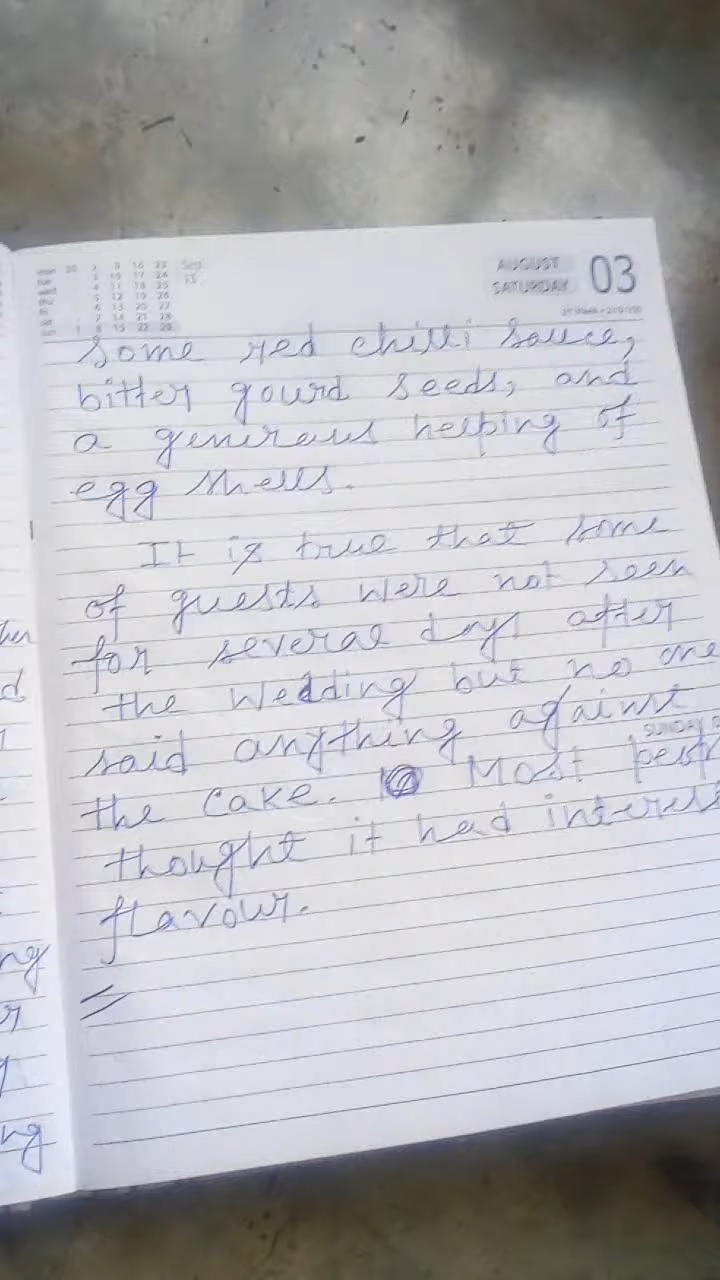 AUGUST
SATURDAY 03
some red chilli sauce,
bitter gourd seeds, and
a generous helping of
egg shells.
It is true that some
of guests were not seen
for several days after
the wedding but no one
said anything against
SUNDAY
the cake. Most
thought it had
flavour.